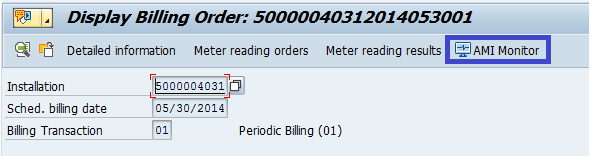 Display Billing Order: 50000040312014053001
Detailed information Meter reading orders Meter reading results AMI Monitor
Installation 5000004031
Sched. billing date 05/30/2014
Billing Transaction 01 Periodic Billing (01)